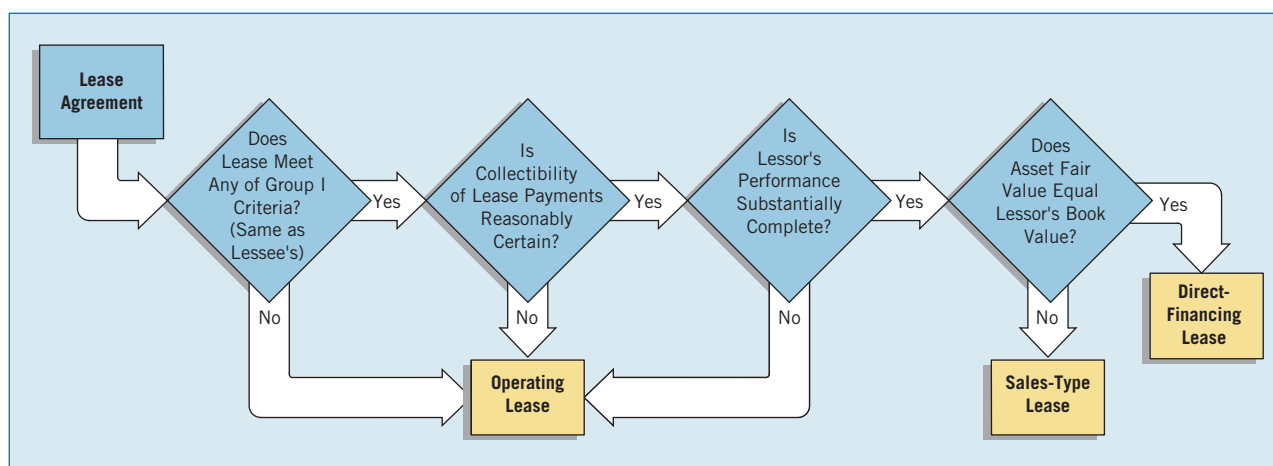 Lease
Agreement
Does
Lease Meet
Any of Group I
Criteria?
(Same as
Lessee's)
Yes
No
Is
Collectibility
of Lease Payments
Reasonably
Certain?
Yes
No
Is
Lessor's
Performance
Substantially
Complete?
Yes
No
Does
Asset Fair
Value Equal
Lessor's Book
Value?
Yes
No
Operating
Lease
Sales-Type
Lease
Direct-
Financing
Lease